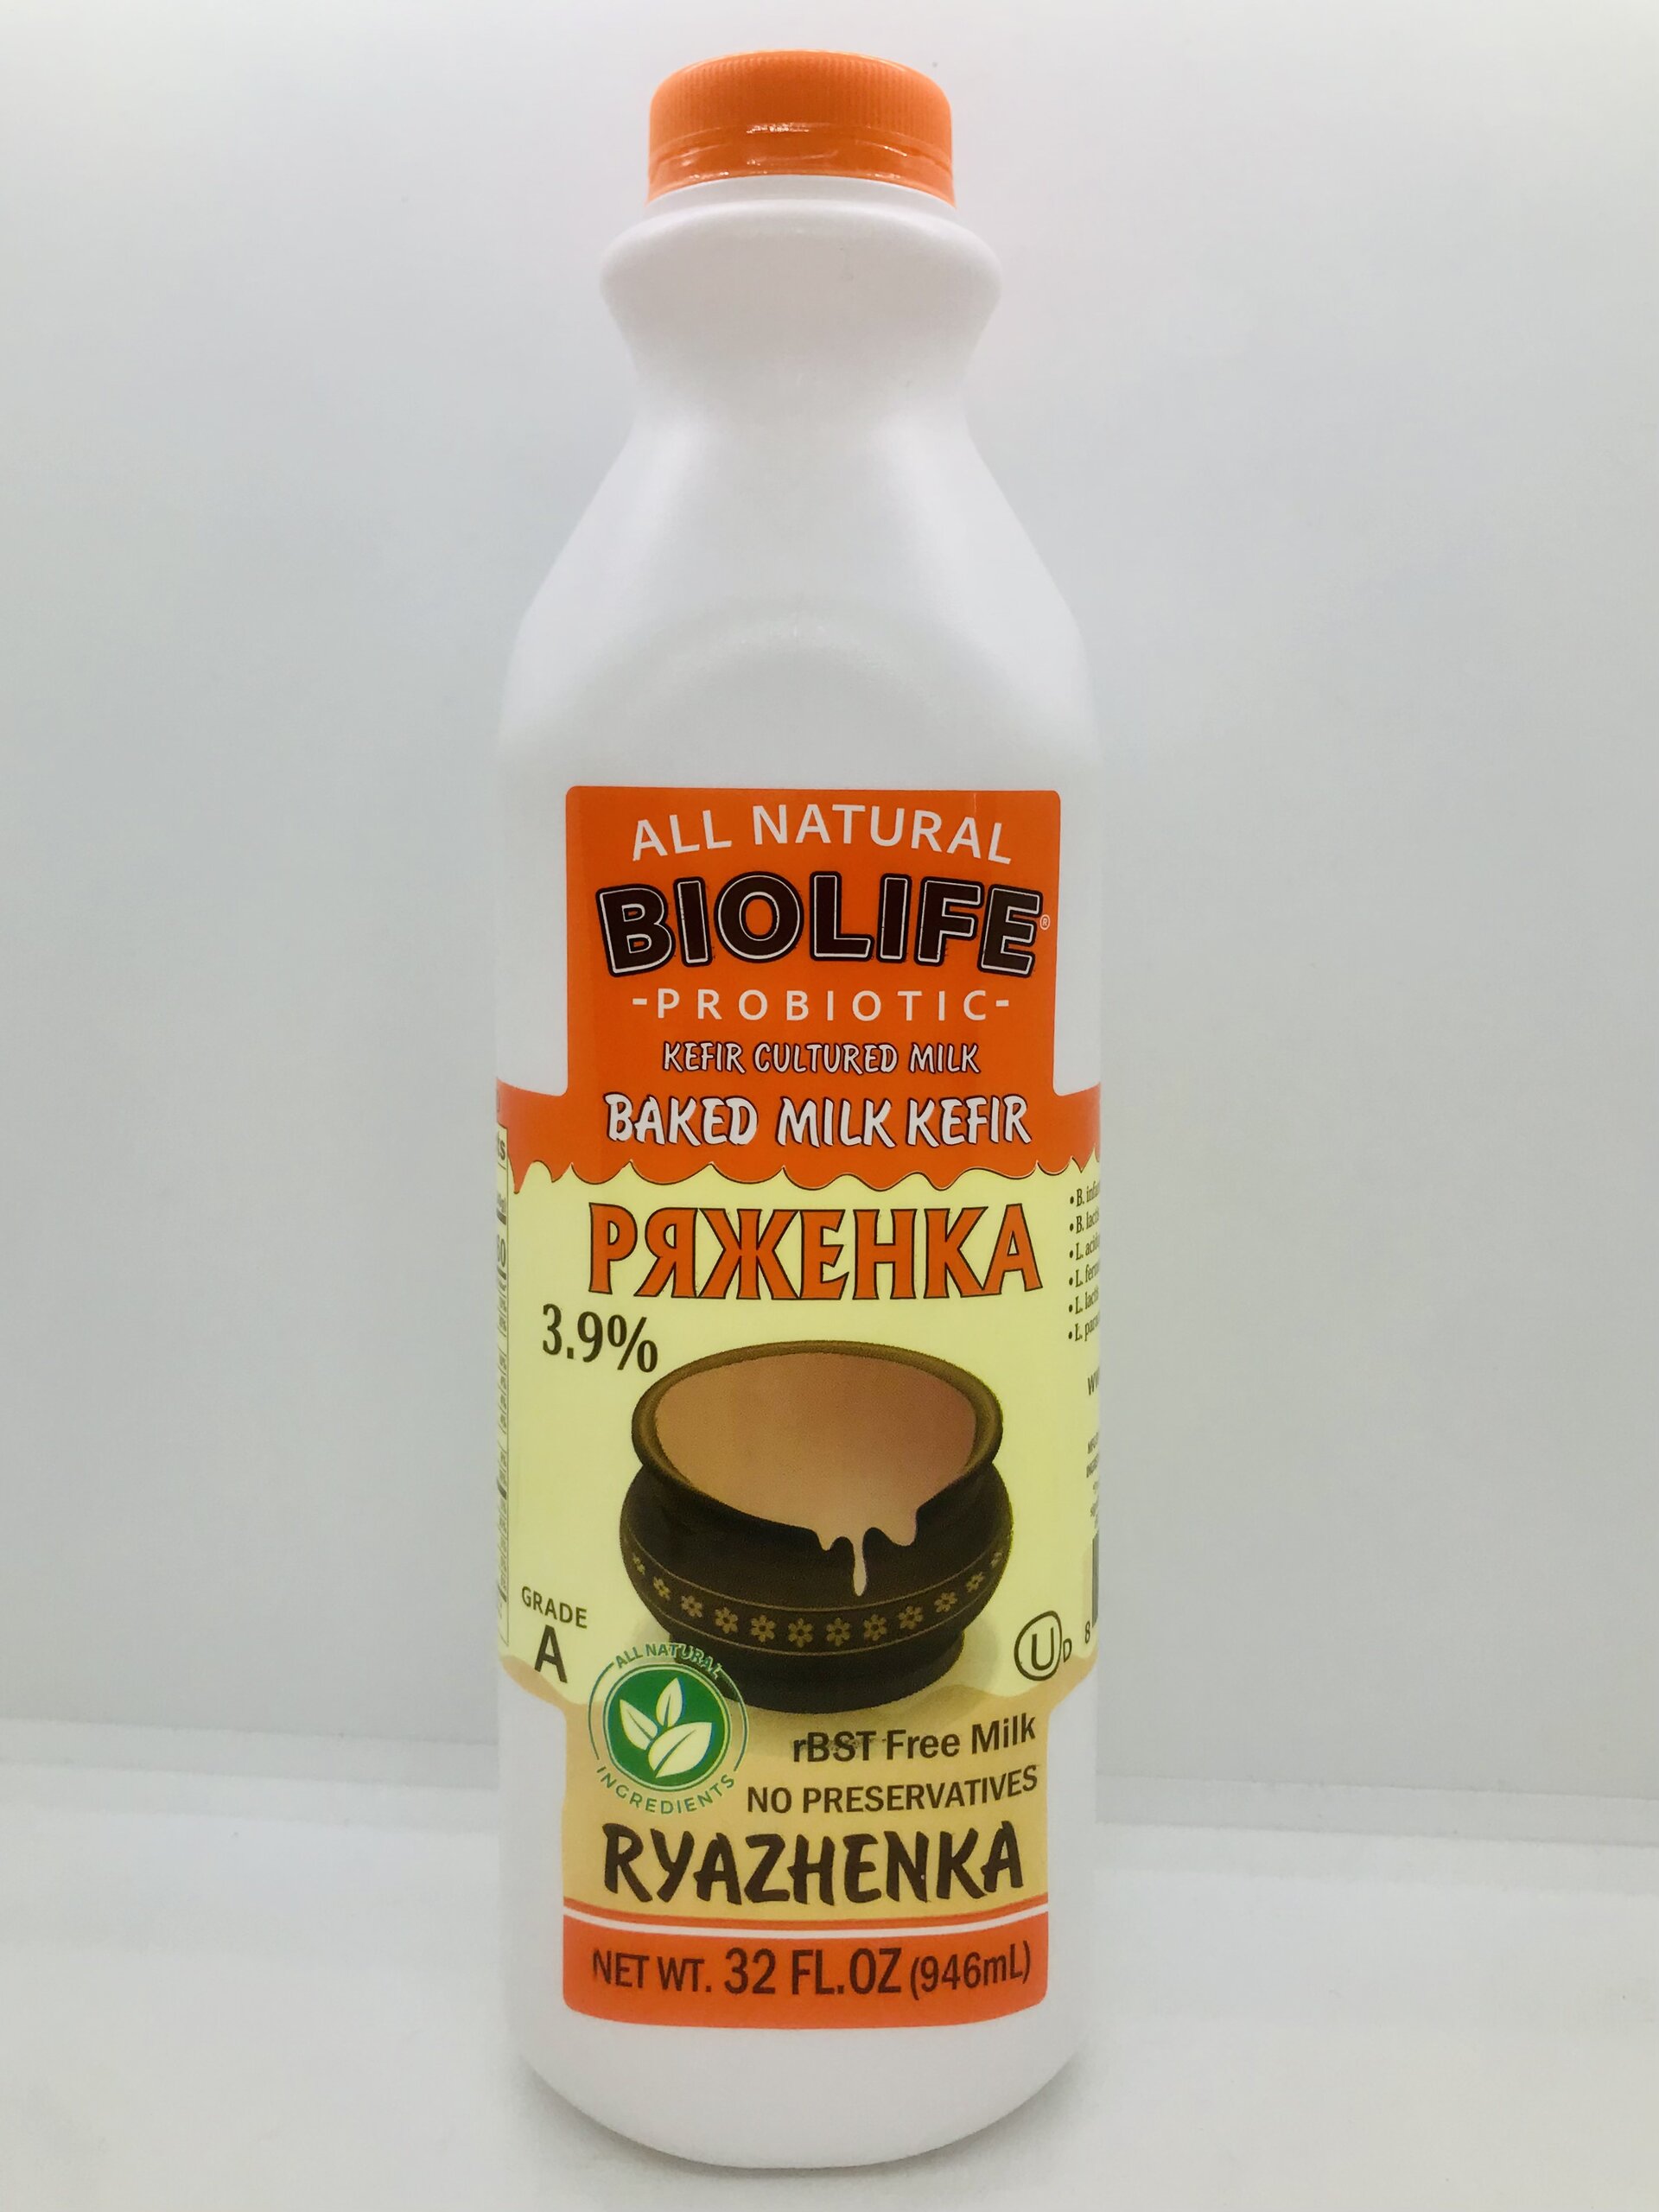 ALL NATURAL
BIOLIFE®
-PROBIOTIC-
KEFIR CULTURED MILK
BAKED MILK KEFIR
РЯЖЕНКА
3.9%
• B.
• B.
• L.
• L.
• L.
• L.
GRADE
A
U D
8
ALL NATURAL
INGREDIENTS
rBST Free Milk
NO PRESERVATIVES
RYAZHENKA
NET WT. 32 FL.OZ (946mL)